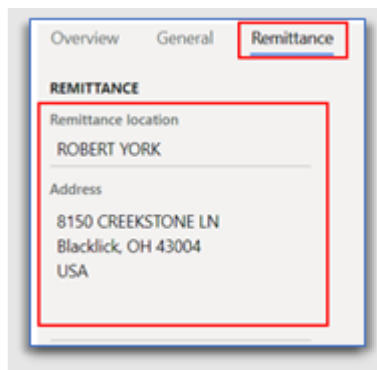 Overview General Remittance
REMITTANCE
Remittance location
ROBERT YORK
Address
8150 CREEKSTONE LN
Blacklick, OH 43004
USA